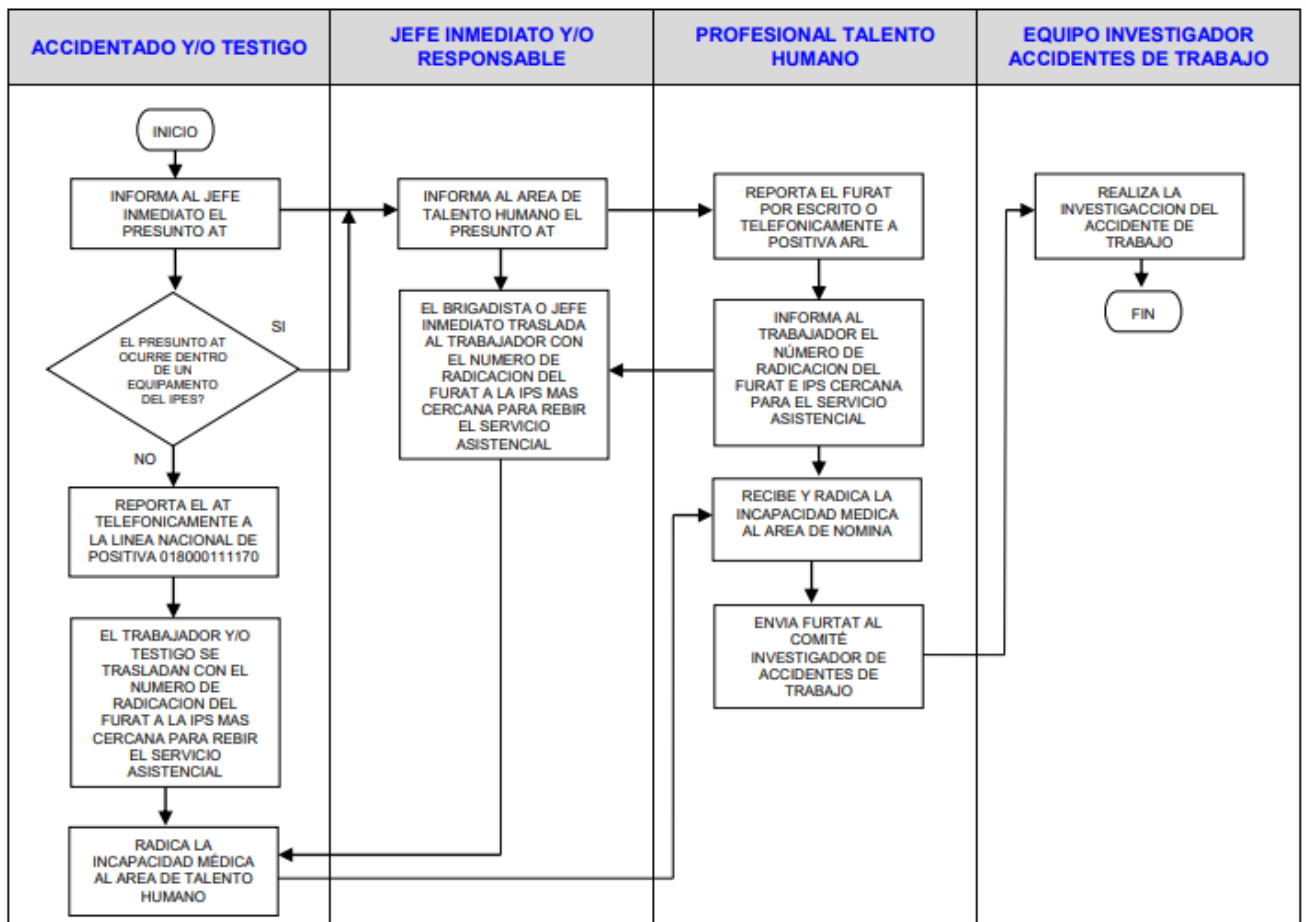 ACCIDENTADO Y/O TESTIGO
JEFE INMEDIATO Y/O
RESPONSABLE
PROFESIONAL TALENTO
HUMANO
EQUIPO INVESTIGADOR
ACCIDENTES DE TRABAJO
INICIO
INFORMA AL JEFE
INMEDIATO EL
PRESUNTO AT
EL PRESUNTO AT
OCURRE DENTRO
DE UN
EQUIPAMENTO
DEL IPES?
SI
NO
REPORTA EL AT
TELEFONICAMENTE A
LA LINEA NACIONAL DE
POSITIVA 018000111170
EL TRABAJADOR Y/O
TESTIGO SE
TRASLADAN CON EL
NUMERO DE
RADICACION DEL
FURAT A LA IPS MAS
CERCANA PARA REBIR
EL SERVICIO
ASISTENCIAL
RADICA LA
INCAPACIDAD MÉDICA
AL AREA DE TALENTO
HUMANO
INFORMA AL AREA DE
TALENTO HUMANO EL
PRESUNTO AT
EL BRIGADISTA O JEFE
INMEDIATO TRASLADA
AL TRABAJADOR CON
EL NUMERO DE
RADICACION DEL
FURAT A LA IPS MAS
CERCANA PARA REBIR
EL SERVICIO
ASISTENCIAL
REPORTA EL FURAT
POR ESCRITO O
TELEFONICAMENTE A
POSITIVA ARL
INFORMA AL
TRABAJADOR EL
NÚMERO DE
RADICACION DEL
FURAT E IPS CERCANA
PARA EL SERVICIO
ASISTENCIAL
RECIBE Y RADICA LA
INCAPACIDAD MEDICA
AL AREA DE NOMINA
ENVIA FURTAT AL
COMITÉ
INVESTIGADOR DE
ACCIDENTES DE
TRABAJO
REALIZA LA
INVESTIGACCION DEL
ACCIDENTE DE
TRABAJO
FIN